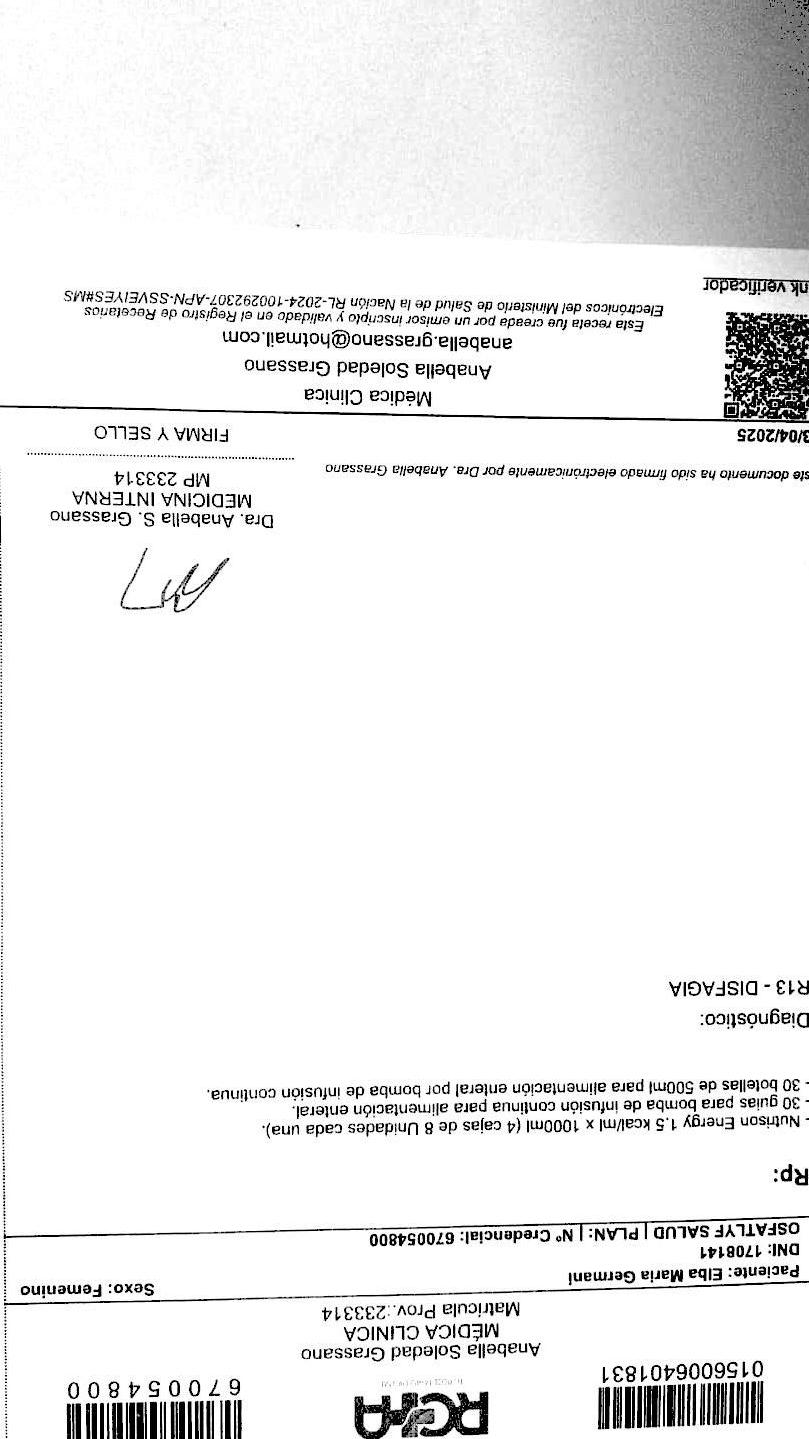 RCTA
0156006401831
670054800
Anabella Soledad Grassano
MÉDICA CLINICA
Matricula Prov.:233314
Paciente: Elba Maria Germani
Sexo: Femenino
DNI: 1708141
OSFATLYF SALUD | PLAN: | Nº Credencial: 670054800
Rp:
- Nutrison Energy 1.5 kcal/ml x 1000ml (4 cajas de 8 Unidades cada una).
- 30 guias para bomba de infusión continua para alimentación enteral.
- 30 botellas de 500ml para alimentación enteral por bomba de infusión continua.
Diagnóstico:
R13 - DISFAGIA
Dra. Anabella S. Grassano
MEDICINA INTERNA
MP 233314
ste documento ha sido firmado electrónicamente por Dra. Anabella Grassano
FIRMA Y SELLO
3/04/2025
Médica Clinica
Anabella Soledad Grassano
anabella.grassano@hotmail.com
Esta receta fue creada por un emisor inscripto y validado en el Registro de Recetarios
Electrónicos del Ministerio de Salud de la Nación RL-2024-100292307-APN-SSVEIYES#MS
nk verificador